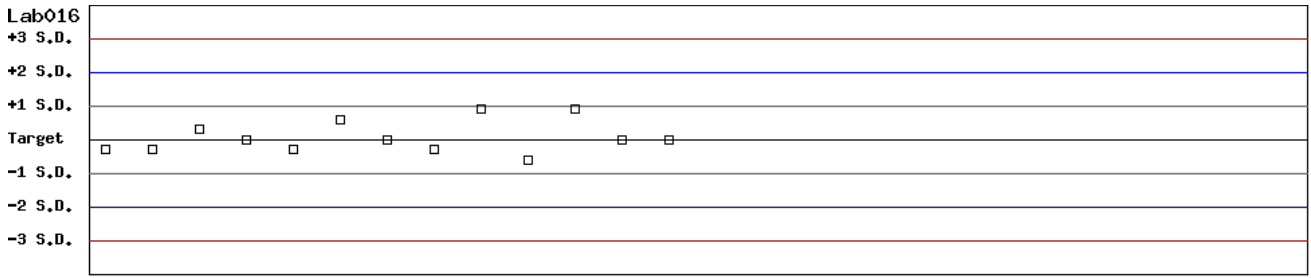 Lab016
+3 S.D.
+2 S.D.
+1 S.D.
Target
-1 S.D.
-2 S.D.
-3 S.D.